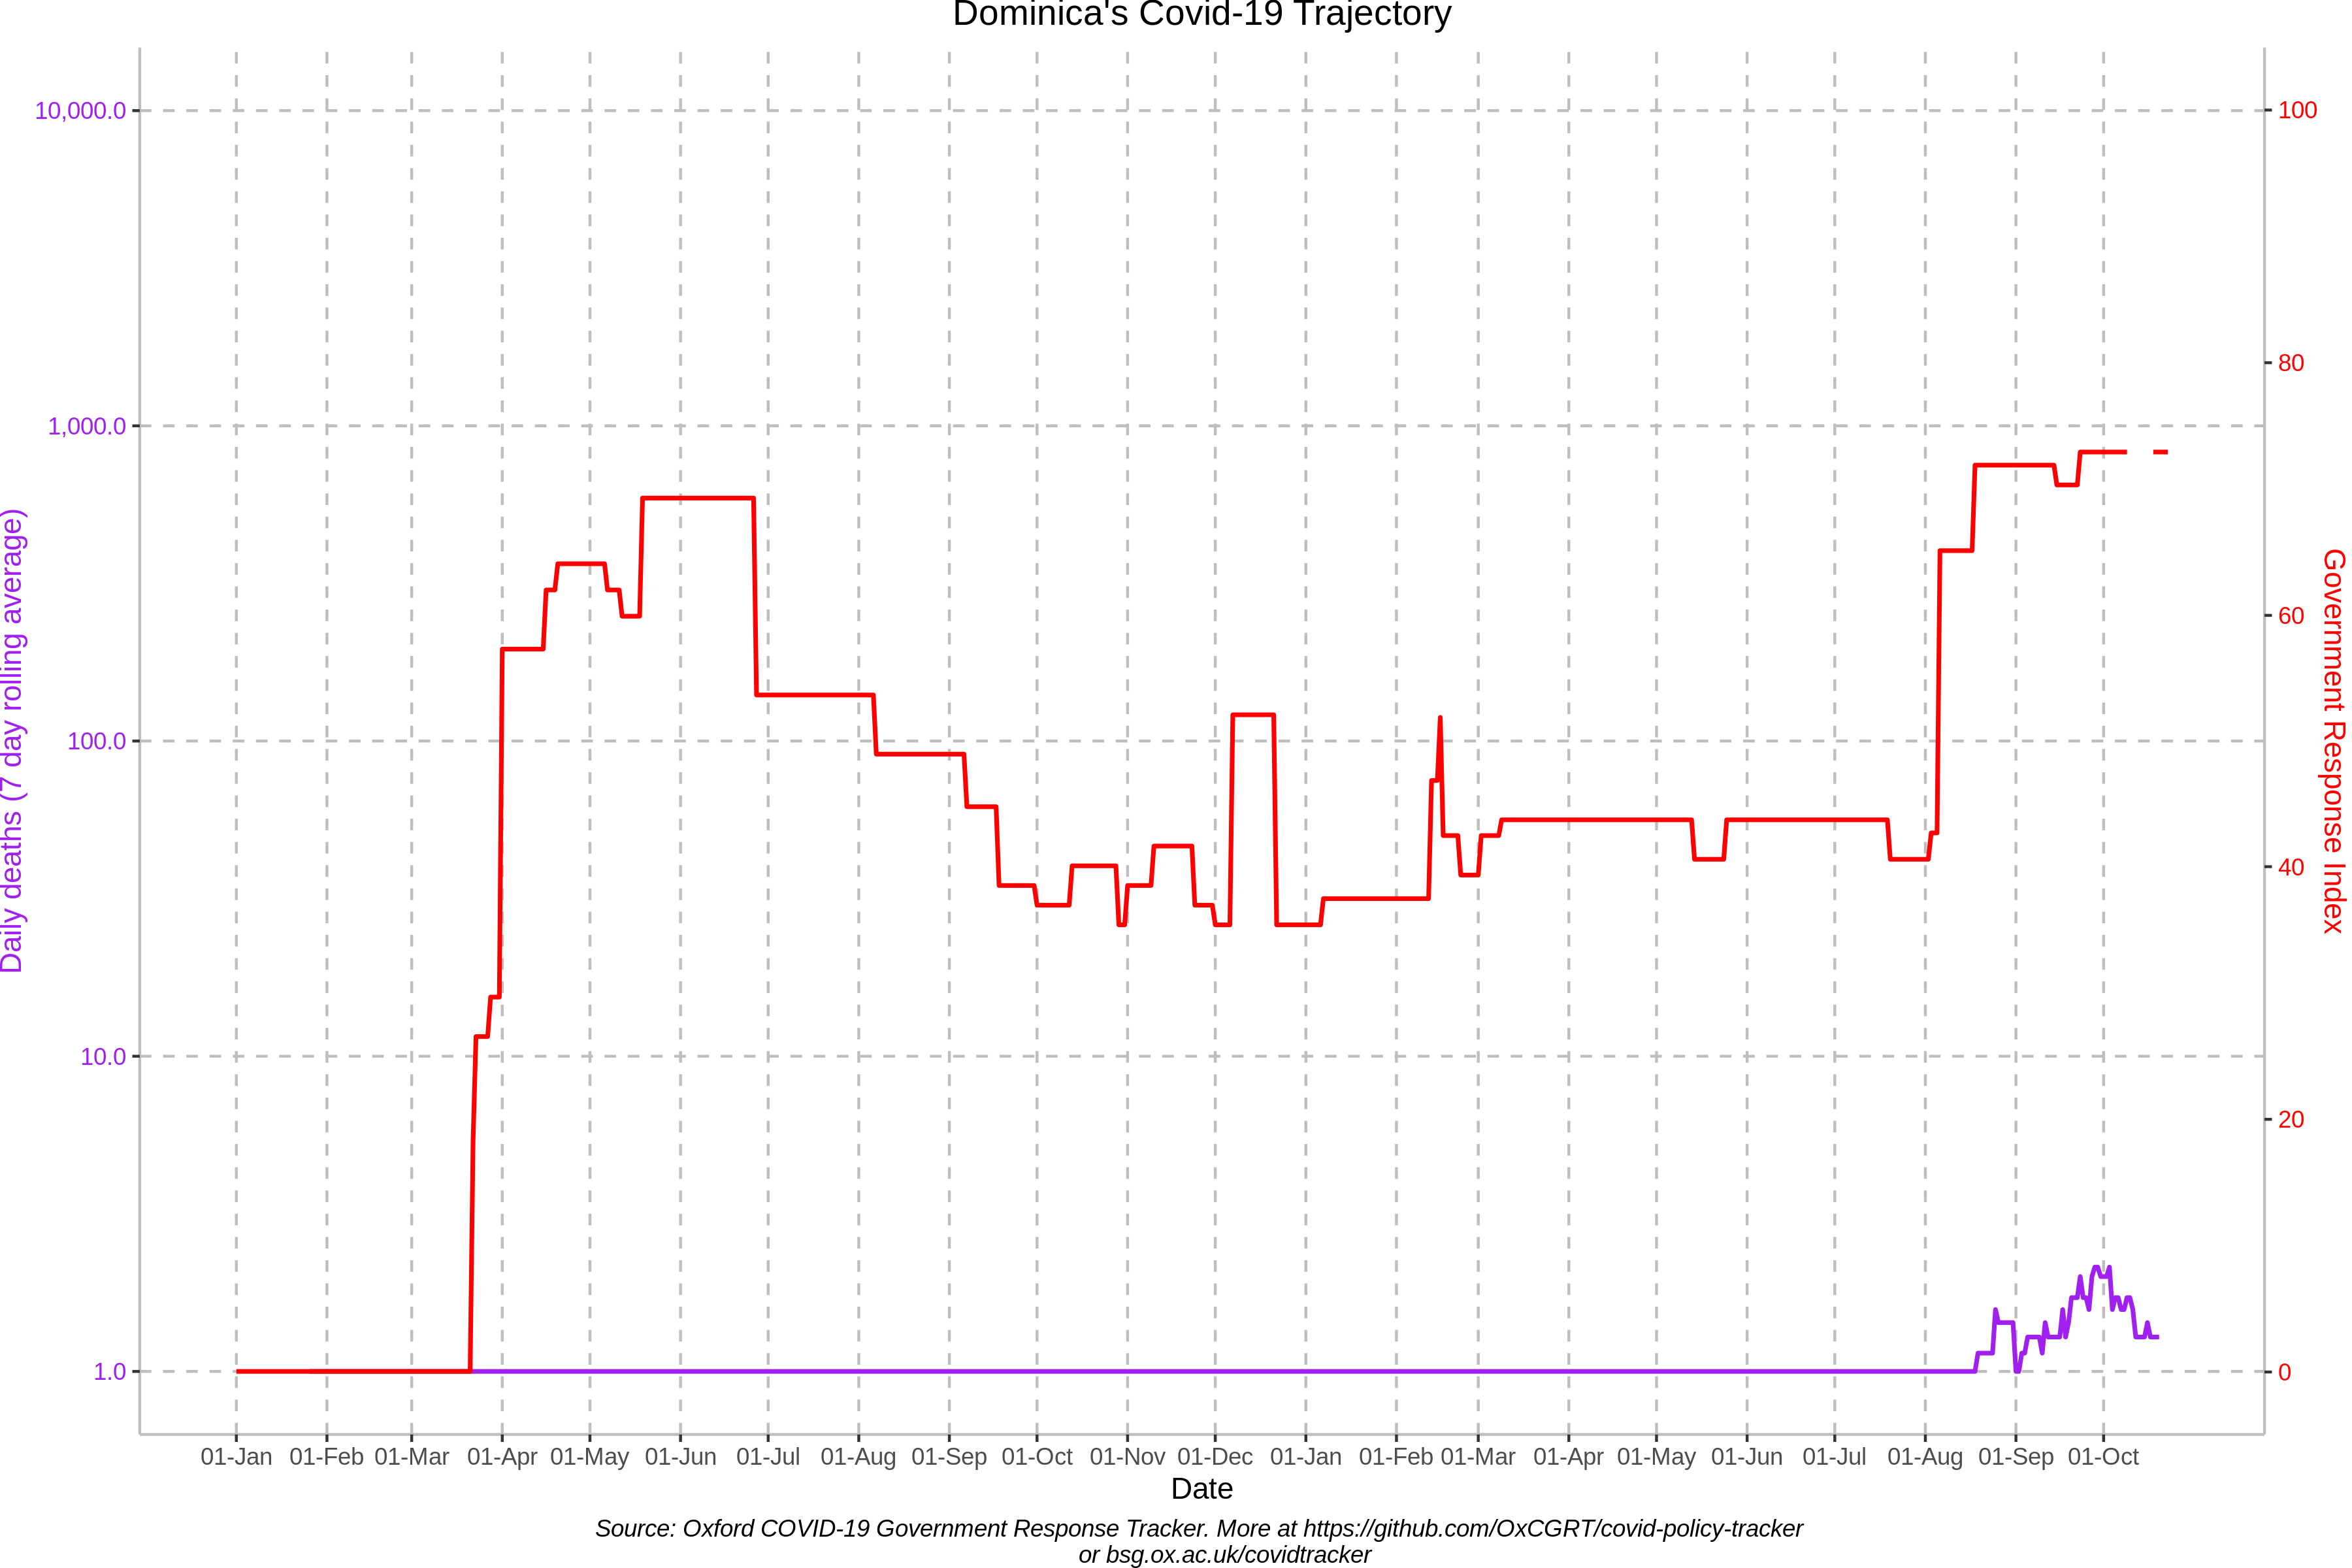 Dominica's Covid-19 Trajectory
10,000.0
1,000.0
100.0
10.0
1.0
Daily deaths (7 day rolling average)
100
80
60
40
20
0
Government Response Index
01-Jan 01-Feb 01-Mar 01-Apr 01-May 01-Jun 01-Jul 01-Aug 01-Sep 01-Oct 01-Nov 01-Dec 01-Jan 01-Feb 01-Mar 01-Apr 01-May 01-Jun 01-Jul 01-Aug 01-Sep 01-Oct
Date
Source: Oxford COVID-19 Government Response Tracker. More at https://github.com/OxCGRT/covid-policy-tracker
or bsg.ox.ac.uk/covidtracker